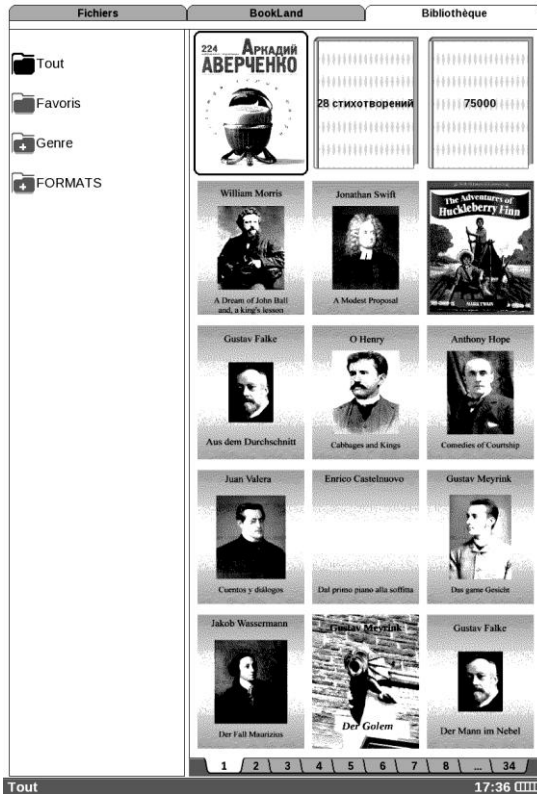 Fichiers
BookLand
Bibliothèque
Tout
Favoris
Genre
FORMATS
224 АРКАДИЙ
АВЕРЧЕНКО
28 стихотворений
75000
William Morris
A Dream of John Ball
and, a king's lesson
Jonathan Swift
A Modest Proposal
The Adventures of
Huckleberry Finn
MARK TWAIN
Gustav Falke
Aus dem Durchschnitt
O Henry
Cabbages and Kings
Anthony Hope
Comedies of Courtship
Juan Valera
Cuentos y diálogos
Enrico Castelnuovo
Dal primo piano alla soffitta
Gustav Meyrink
Das ganze Gesicht
Jakob Wassermann
Der Fall Maurizius
Gustav Meyrink
Der Golem
Gustav Falke
Der Mann im Nebel
1 2 3 4 5 6 7 8 ... 34
Tout
17:36